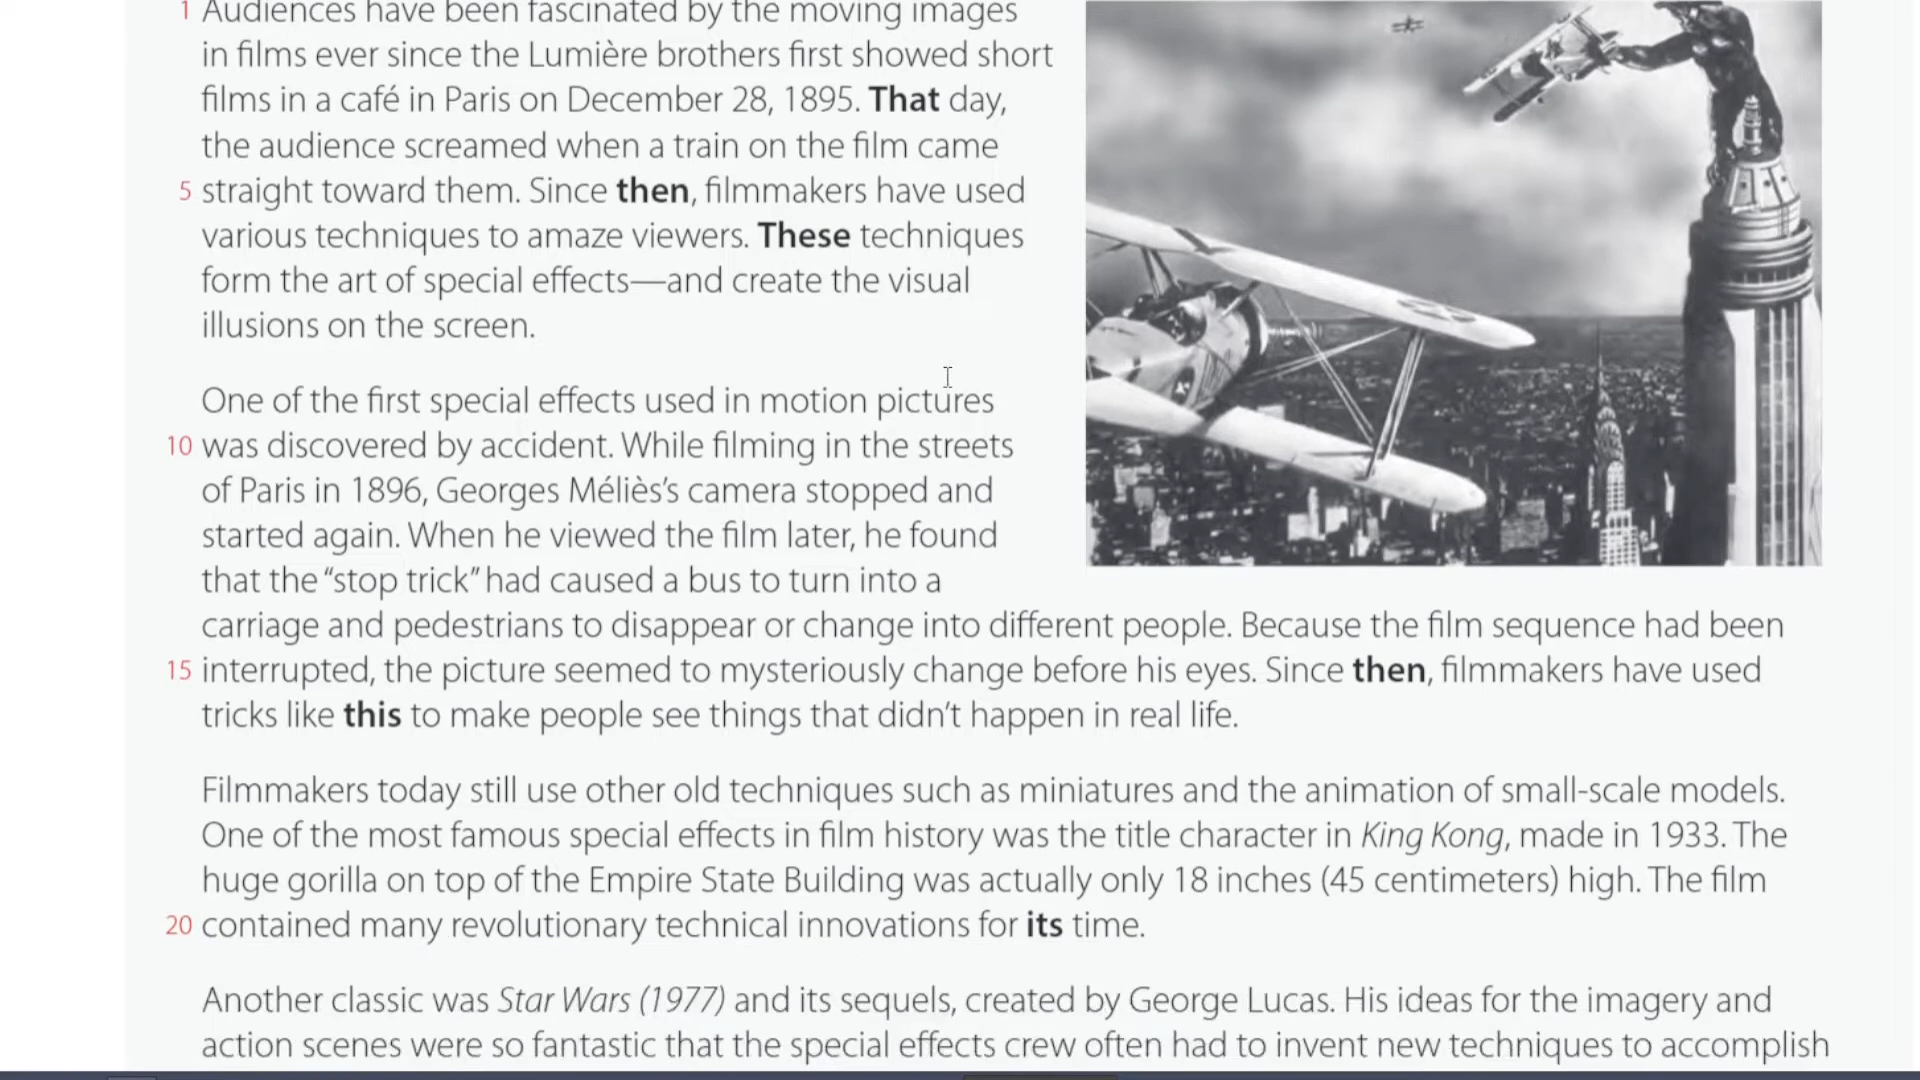 1 Audiences have been fascinated by the moving images
in films ever since the Lumière brothers first showed short
films in a café in Paris on December 28, 1895. That day,
the audience screamed when a train on the film came
5 straight toward them. Since then, filmmakers have used
various techniques to amaze viewers. These techniques
form the art of special effects—and create the visual
illusions on the screen.
One of the first special effects used in motion pictures
10 was discovered by accident. While filming in the streets
of Paris in 1896, Georges Méliès’s camera stopped and
started again. When he viewed the film later, he found
that the “stop trick” had caused a bus to turn into a
carriage and pedestrians to disappear or change into different people. Because the film sequence had been
15 interrupted, the picture seemed to mysteriously change before his eyes. Since then, filmmakers have used
tricks like this to make people see things that didn’t happen in real life.
Filmmakers today still use other old techniques such as miniatures and the animation of small-scale models.
One of the most famous special effects in film history was the title character in King Kong, made in 1933. The
huge gorilla on top of the Empire State Building was actually only 18 inches (45 centimeters) high. The film
20 contained many revolutionary technical innovations for its time.
Another classic was Star Wars (1977) and its sequels, created by George Lucas. His ideas for the imagery and
action scenes were so fantastic that the special effects crew often had to invent new techniques to accomplish